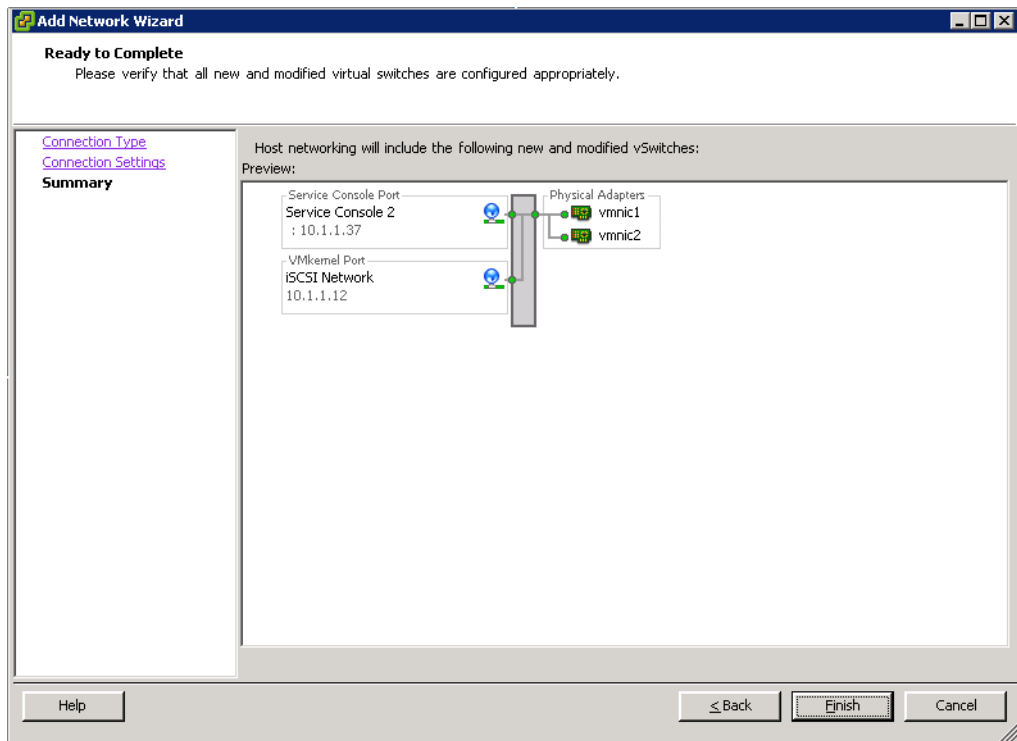 Add Network Wizard
Ready to Complete
Please verify that all new and modified virtual switches are configured appropriately.
Connection Type
Connection Settings
Summary
Host networking will include the following new and modified vSwitches:
Preview:
Service Console Port
Service Console 2
: 10.1.1.37
VMkernel Port
iSCSI Network
10.1.1.12
Physical Adapters
vmnic1
vmnic2
Help
< Back
Finish
Cancel